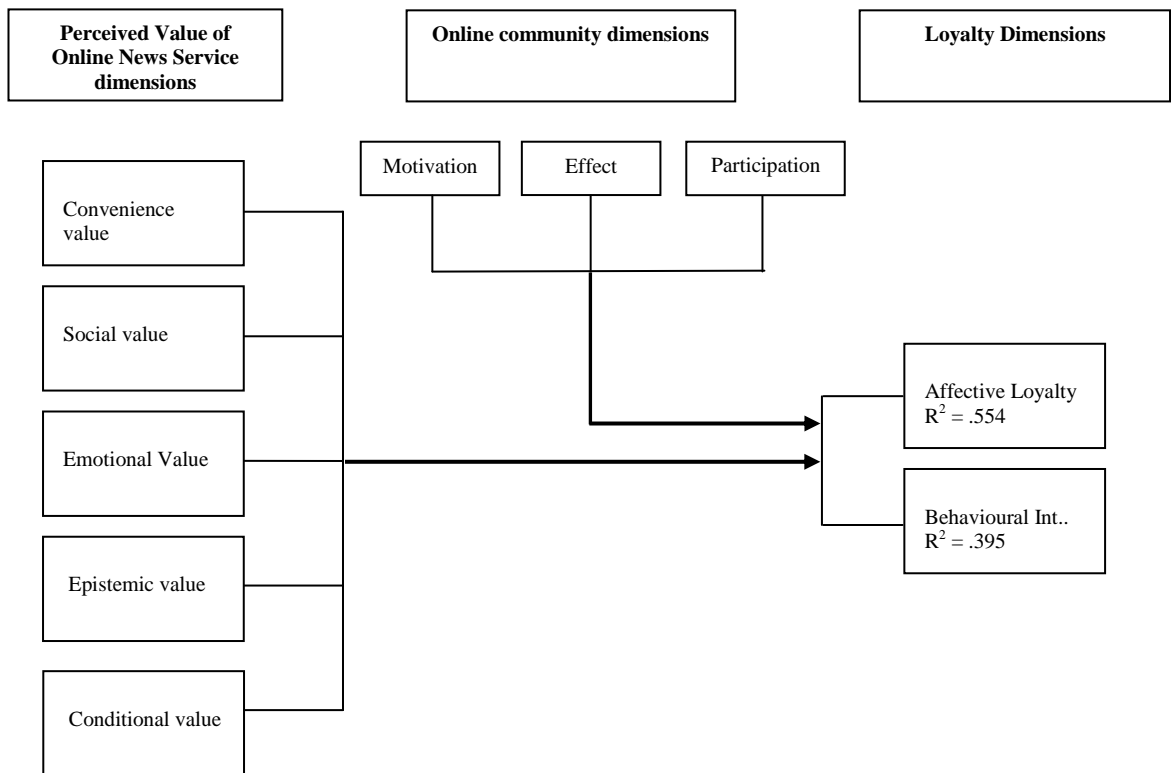 Perceived Value of
Online News Service
dimensions
Online community dimensions
Loyalty Dimensions
Motivation
Effect
Participation
Convenience
value
Social value
Emotional Value
Epistemic value
Conditional value
Affective Loyalty
R² = .554
Behavioural Int..
R² = .395